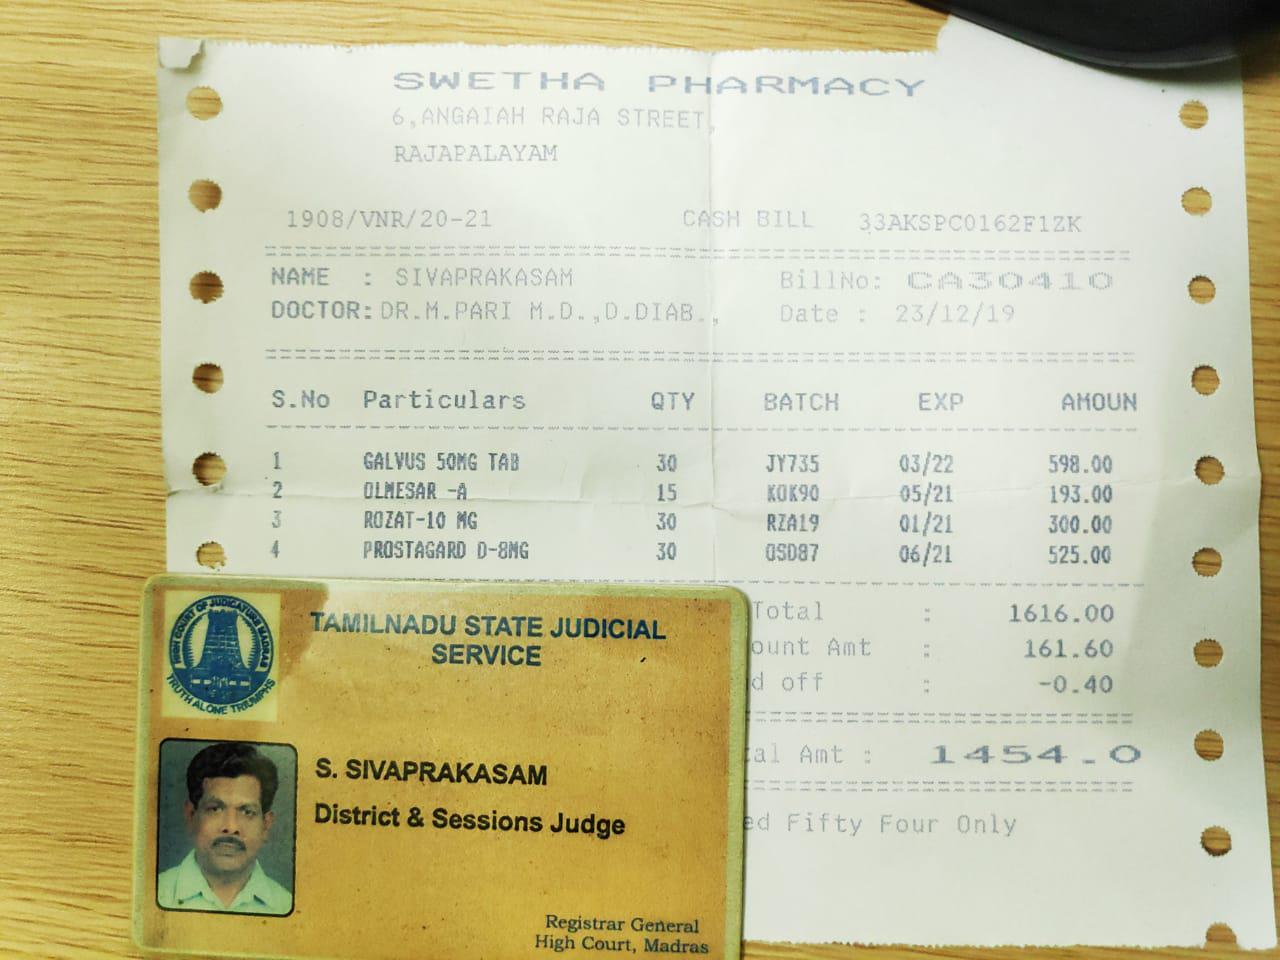 SWETHA PHARMACY
6,ANGAIAH RAJA STREET,
RAJAPALAYAM
1908/VNR/20-21 CASH BILL 33AKSPC0162F1ZK
NAME : SIVAPRAKASAM BillNo: CA30410
DOCTOR: DR.M.PARI M.D.,D.DIAB., Date : 23/12/19
S.No Particulars QTY BATCH EXP AMOUN
1 GALVUS 50MG TAB 30 JY735 03/22 598.00
2 OLMESAR -A 15 KOK90 05/21 193.00
3 ROZAT-10 MG 30 RZA19 01/21 300.00
4 PROSTAGARD D-8MG 30 OSD87 06/21 525.00
Total : 1616.00
ount Amt : 161.60
d off : -0.40
al Amt : 1454.0
ed Fifty Four Only
HIGH COURT OF JUDICATURE MADRAS
TRUTH ALONE TRIUMPHS
TAMILNADU STATE JUDICIAL
SERVICE
S. SIVAPRAKASAM
District & Sessions Judge
Registrar General
High Court, Madras